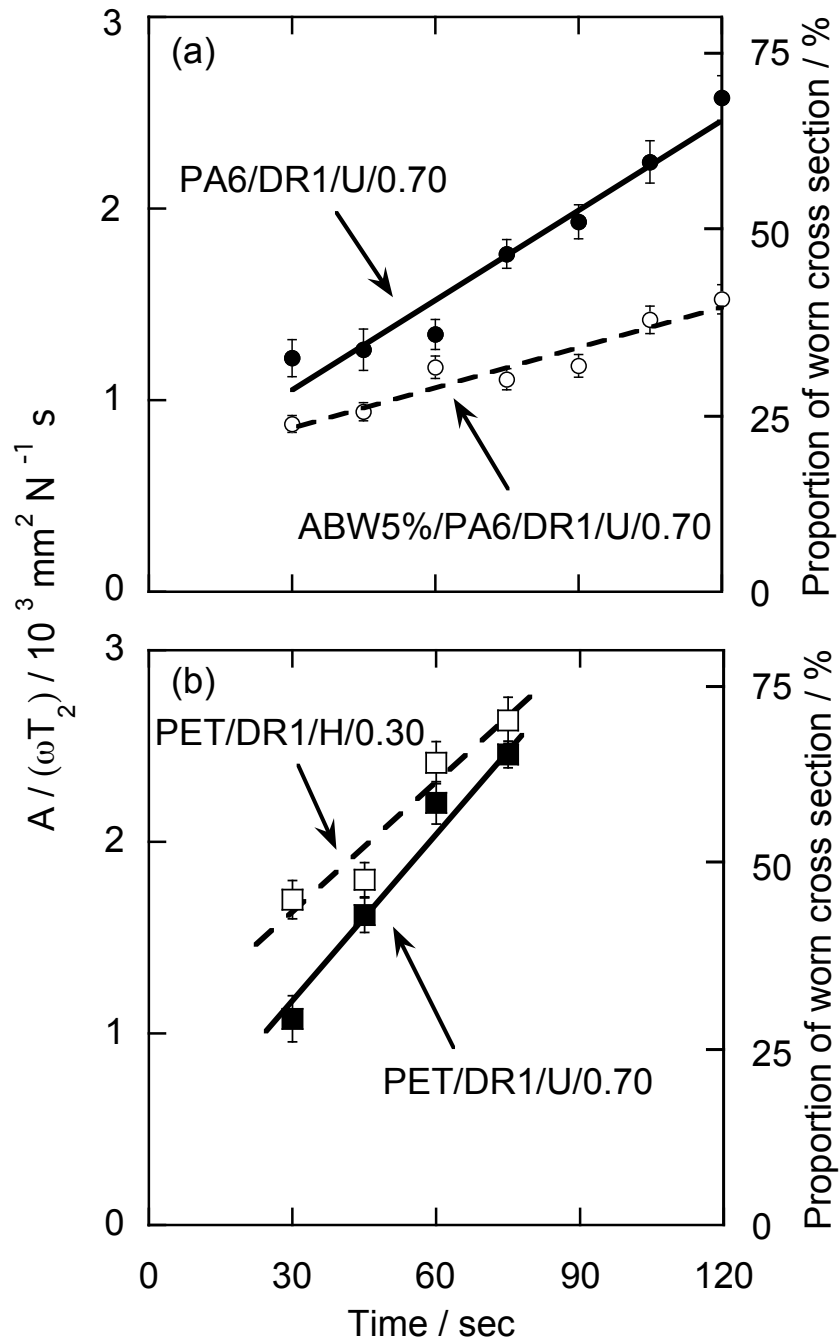 (a)
3
2
1
0
75
50
25
0
PA6/DR1/U/0.70
ABW5%/PA6/DR1/U/0.70
A / (ωT₂) / 10³ mm² N⁻¹ s
Proportion of worn cross section / %
(b)
3
2
1
0
75
50
25
0
PET/DR1/H/0.30
PET/DR1/U/0.70
Proportion of worn cross section / %
0 30 60 90 120
Time / sec